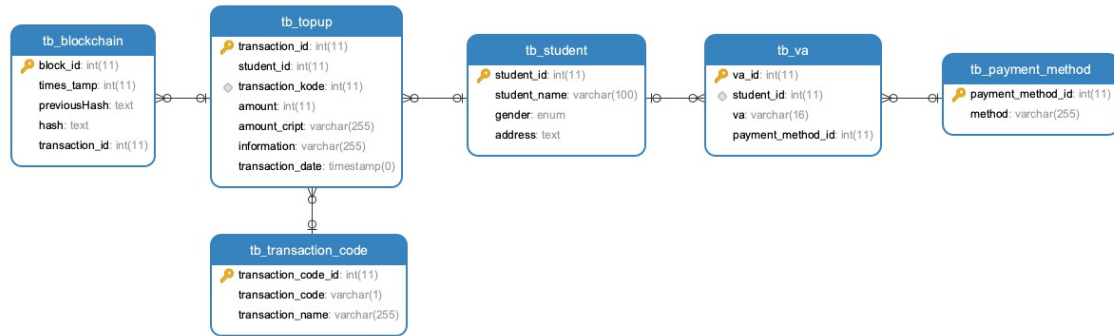 tb_blockchain
block_id: int(11)
times_tamp: int(11)
previousHash: text
hash: text
transaction_id: int(11)
tb_topup
transaction_id: int(11)
student_id: int(11)
transaction_kode: int(11)
amount: int(11)
amount_cript: varchar(255)
information: varchar(255)
transaction_date: timestamp(0)
tb_student
student_id: int(11)
student_name: varchar(100)
gender: enum
address: text
tb_va
va_id: int(11)
student_id: int(11)
va: varchar(16)
payment_method_id: int(11)
tb_payment_method
payment_method_id: int(11)
method: varchar(255)
tb_transaction_code
transaction_code_id: int(11)
transaction_code: varchar(1)
transaction_name: varchar(255)